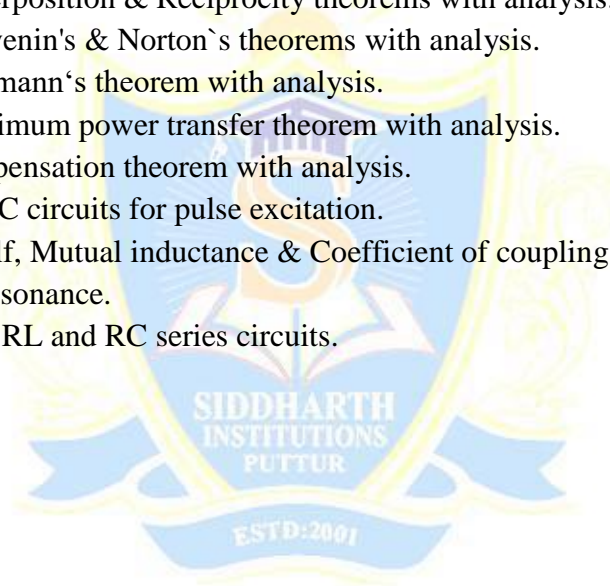 erposition & Reciprocity theorems with analysis.
venin's & Norton`s theorems with analysis.
mann‘s theorem with analysis.
imum power transfer theorem with analysis.
pensation theorem with analysis.
C circuits for pulse excitation.
lf, Mutual inductance & Coefficient of coupling
sonance.
RL and RC series circuits.
SIDDHARTH
INSTITUTIONS
PUTTUR
ESTD:2001